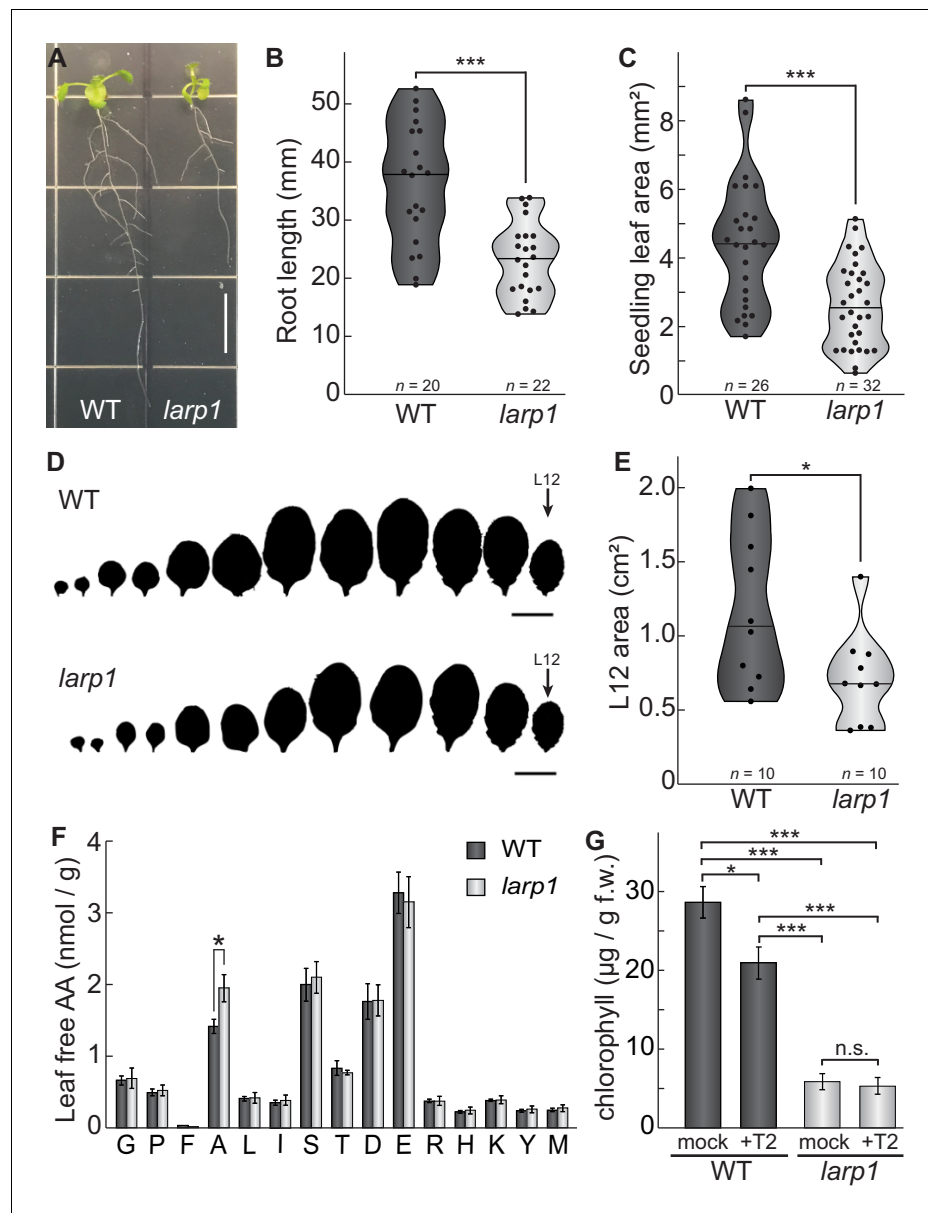 A
WT
larp1
B
Root length (mm)
50
40
30
20
10
0
***
n = 20
n = 22
WT
larp1
C
Seedling leaf area (mm²)
8
6
4
2
0
***
n = 26
n = 32
WT
larp1
D
WT
L12
larp1
L12
E
L12 area (cm²)
2.0
1.5
1.0
0.5
0
*
n = 10
n = 10
WT
larp1
F
Leaf free AA (nmol / g)
4
3
2
1
0
WT
larp1
*
G P F A L I S T D E R H K Y M
G
chlorophyll (µg / g f.w.)
30
20
10
0
***
***
*
***
***
n.s.
mock +T2 mock +T2
WT larp1